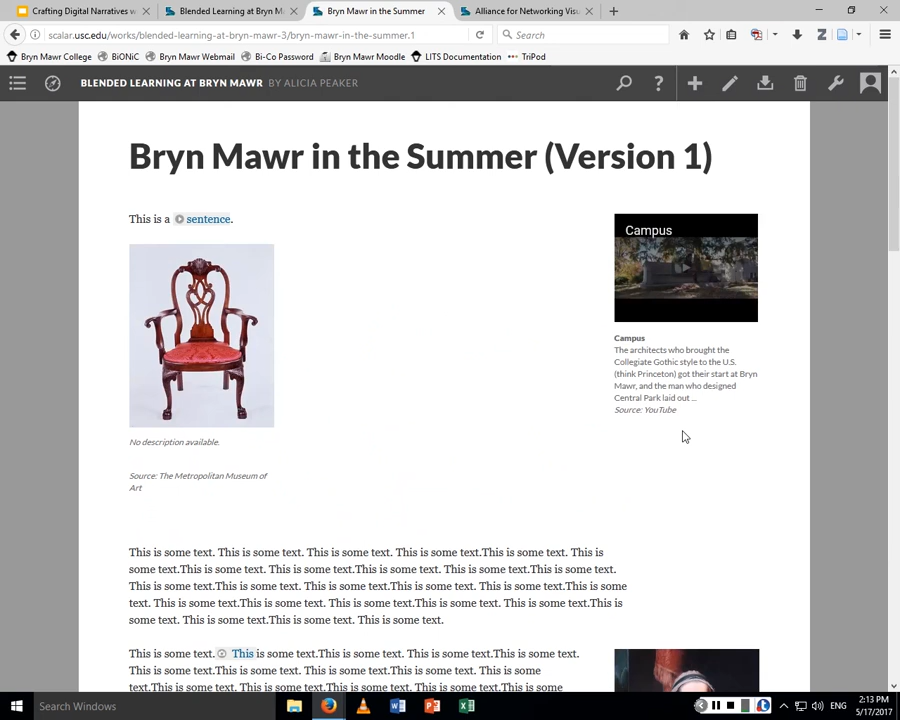 Crafting Digital Narratives w
Blended Learning at Bryn M
Bryn Mawr in the Summer
Alliance for Networking Visu
scalar.usc.edu/works/blended-learning-at-bryn-mawr-3/bryn-mawr-in-the-summer.1
Search
Bryn Mawr College
BiONiC
Bryn Mawr Webmail
Bi-Co Password
Bryn Mawr Moodle
LITS Documentation
TriPod
BLENDED LEARNING AT BRYN MAWR BY ALICIA PEAKER
Bryn Mawr in the Summer (Version 1)
This is a sentence.
No description available.
Source: The Metropolitan Museum of
Art
Campus
Campus
The architects who brought the
Collegiate Gothic style to the U.S.
(think Princeton) got their start at Bryn
Mawr, and the man who designed
Central Park laid out ...
Source: YouTube
This is some text. This is some text. This is some text. This is some text.This is some text. This is
some text.This is some text. This is some text.This is some text. This is some text.This is some text.
This is some text.This is some text. This is some text.This is some text. This is some text.This is some
text. This is some text.This is some text. This is some text.This is some text. This is some text.This is
some text. This is some text.This is some text. This is some text.
This is some text. This is some text.This is some text. This is some text.This is some text.
This is some text.This is some text. This is some text.This is some text. This is some
text.This is some text. This is some text.This is some text. This is some text.This is some
Search Windows
ENG
2:13 PM
5/17/2017